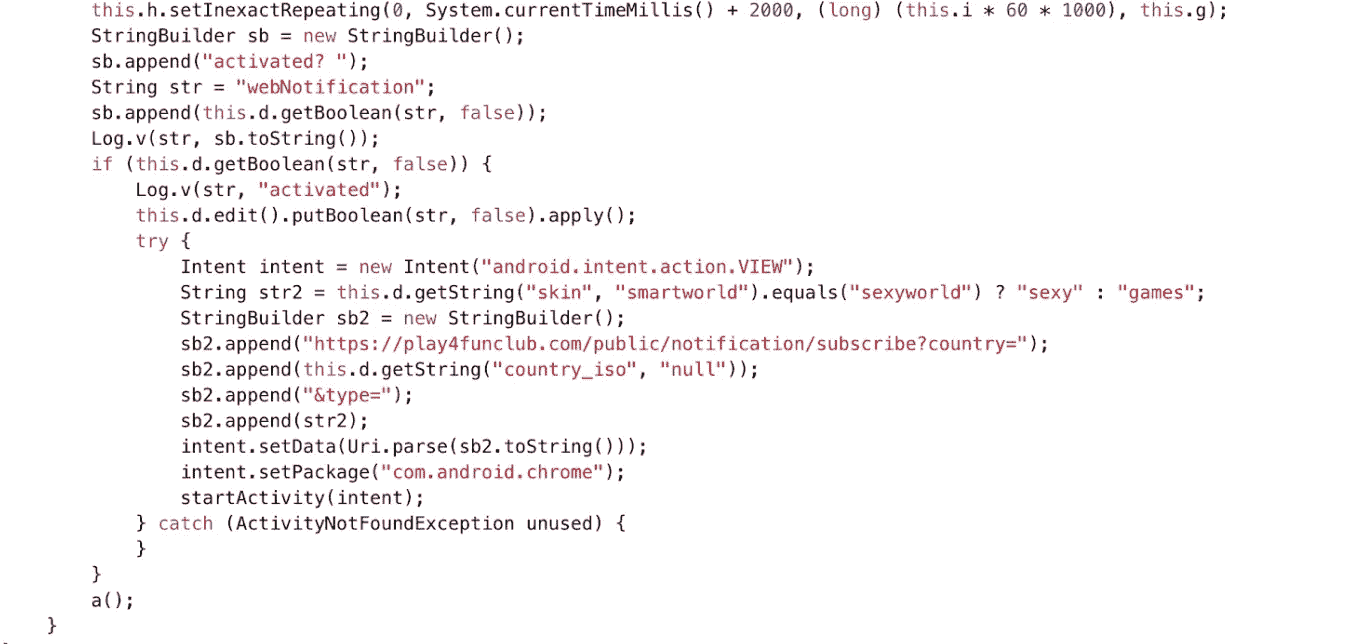 this.h.setInexactRepeating(0, System.currentTimeMillis() + 2000, (long) (this.i * 60 * 1000), this.g);
StringBuilder sb = new StringBuilder();
sb.append("activated? ");
String str = "webNotification";
sb.append(this.d.getBoolean(str, false));
Log.v(str, sb.toString());
if (this.d.getBoolean(str, false)) {
Log.v(str, "activated");
this.d.edit().putBoolean(str, false).apply();
try {
Intent intent = new Intent("android.intent.action.VIEW");
String str2 = this.d.getString("skin", "smartworld").equals("sexyworld") ? "sexy" : "games";
StringBuilder sb2 = new StringBuilder();
sb2.append("https://play4funclub.com/public/notification/subscribe?country=");
sb2.append(this.d.getString("country_iso", "null"));
sb2.append("&type=");
sb2.append(str2);
intent.setData(Uri.parse(sb2.toString()));
intent.setPackage("com.android.chrome");
startActivity(intent);
} catch (ActivityNotFoundException unused) {
}
}
a();
}